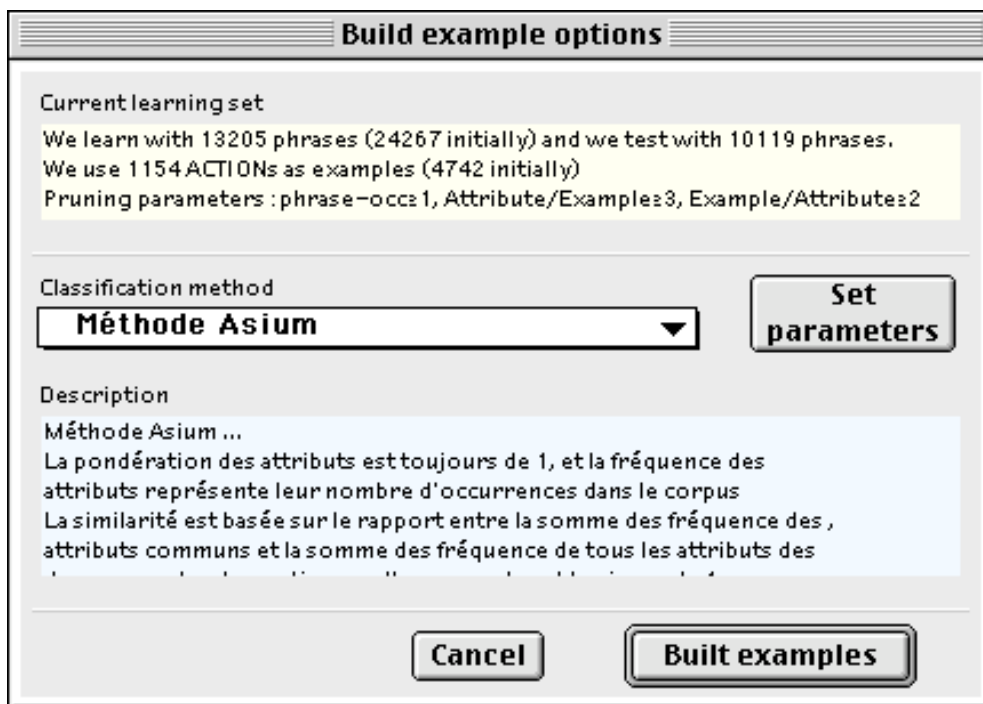 Build example options
Current learning set
We learn with 13205 phrases (24267 initially) and we test with 10119 phrases.
We use 1154 ACTIONs as examples (4742 initially)
Pruning parameters : phrase-occ≥1, Attribute/Example≥3, Example/Attribute≥2
Classification method
Méthode Asium
Set
parameters
Description
Méthode Asium ...
La pondération des attributs est toujours de 1, et la fréquence des
attributs représente leur nombre d'occurrences dans le corpus
La similarité est basée sur le rapport entre la somme des fréquence des ,
attributs communs et la somme des fréquence de tous les attributs des
Cancel
Built examples